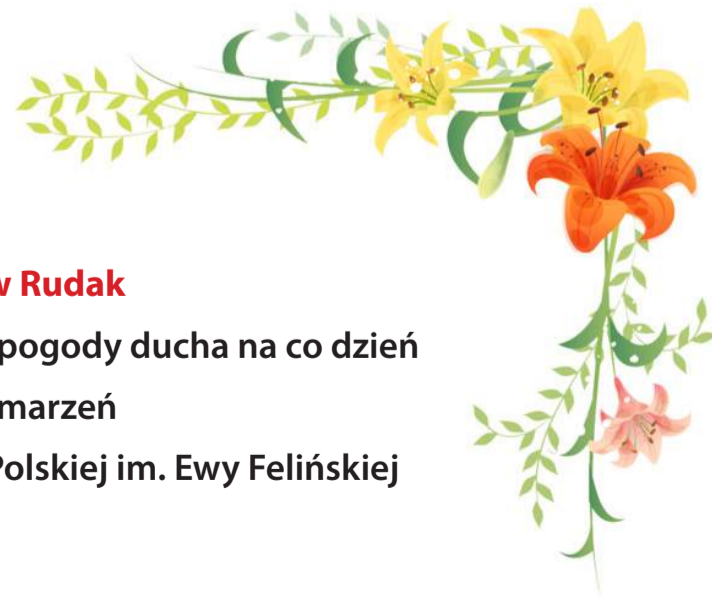 w Rudak
pogody ducha na co dzień
marzeń
Polskiej im. Ewy Felińskiej